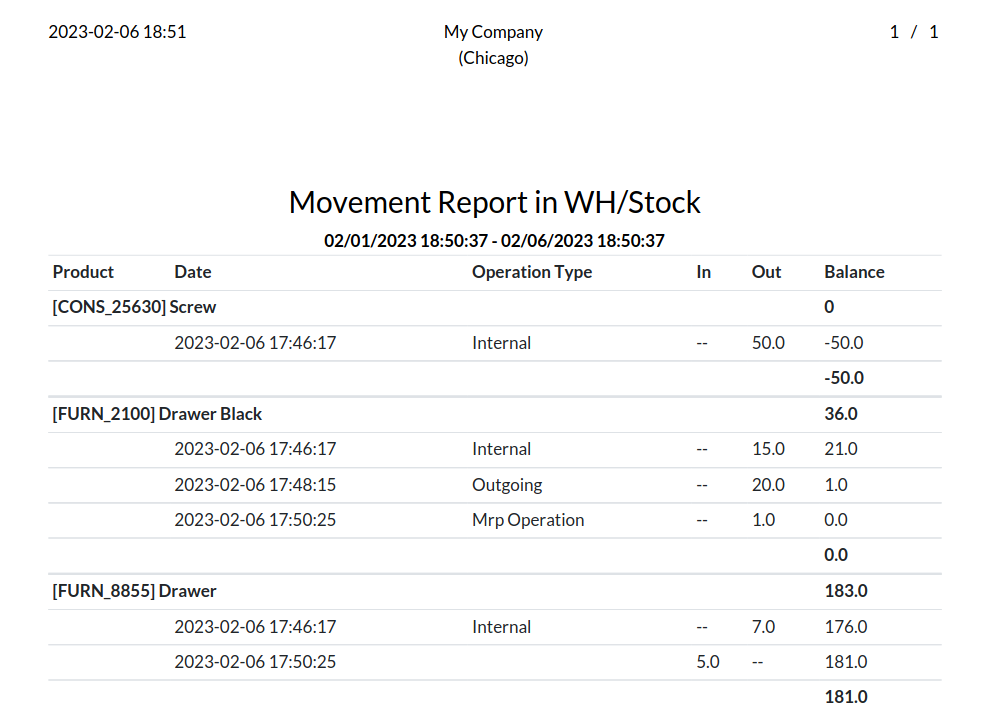 2023-02-06 18:51 My Company 1 / 1
(Chicago)
Movement Report in WH/Stock
02/01/2023 18:50:37 - 02/06/2023 18:50:37
Product Date Operation Type In Out Balance
[CONS_25630] Screw 0
2023-02-06 17:46:17 Internal -- 50.0 -50.0
-50.0
[FURN_2100] Drawer Black 36.0
2023-02-06 17:46:17 Internal -- 15.0 21.0
2023-02-06 17:48:15 Outgoing -- 20.0 1.0
2023-02-06 17:50:25 Mrp Operation -- 1.0 0.0
0.0
[FURN_8855] Drawer 183.0
2023-02-06 17:46:17 Internal -- 7.0 176.0
2023-02-06 17:50:25 5.0 -- 181.0
181.0